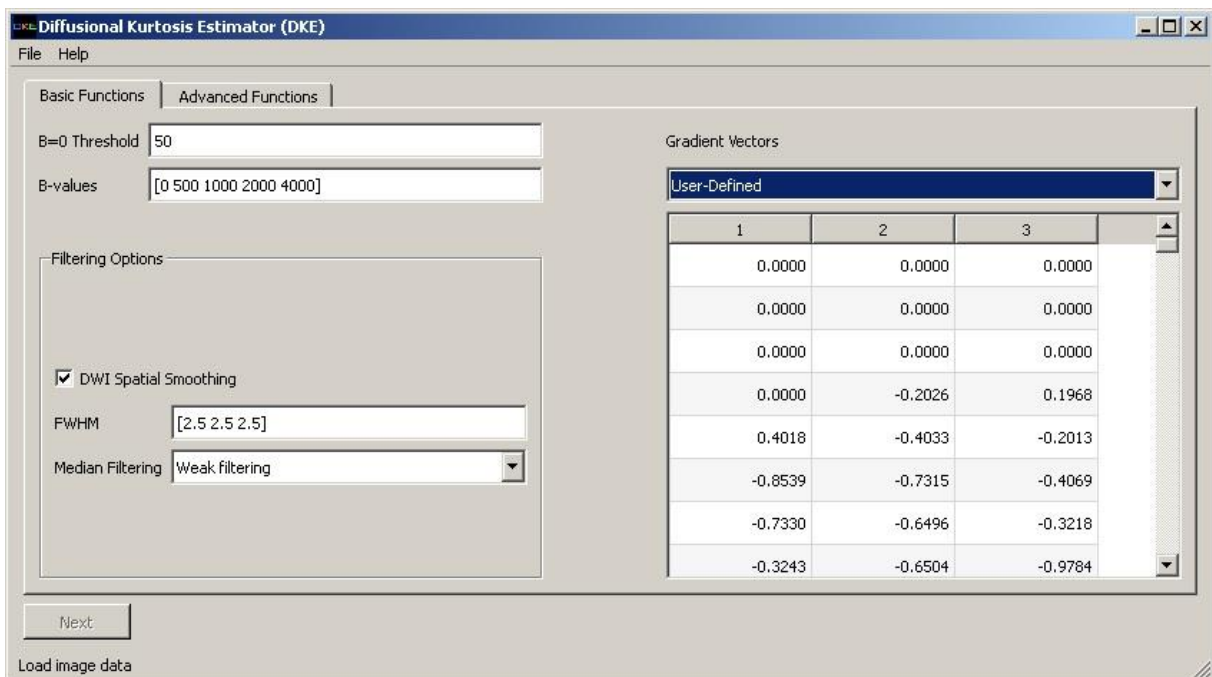 DKE Diffusional Kurtosis Estimator (DKE)
File Help
Basic Functions Advanced Functions
B=0 Threshold 50
B-values [0 500 1000 2000 4000]
Filtering Options
DWI Spatial Smoothing
FWHM [2.5 2.5 2.5]
Median Filtering Weak filtering
Gradient Vectors
User-Defined
1 2 3
0.0000 0.0000 0.0000
0.0000 0.0000 0.0000
0.0000 0.0000 0.0000
0.0000 -0.2026 0.1968
0.4018 -0.4033 -0.2013
-0.8539 -0.7315 -0.4069
-0.7330 -0.6496 -0.3218
-0.3243 -0.6504 -0.9784
Next
Load image data